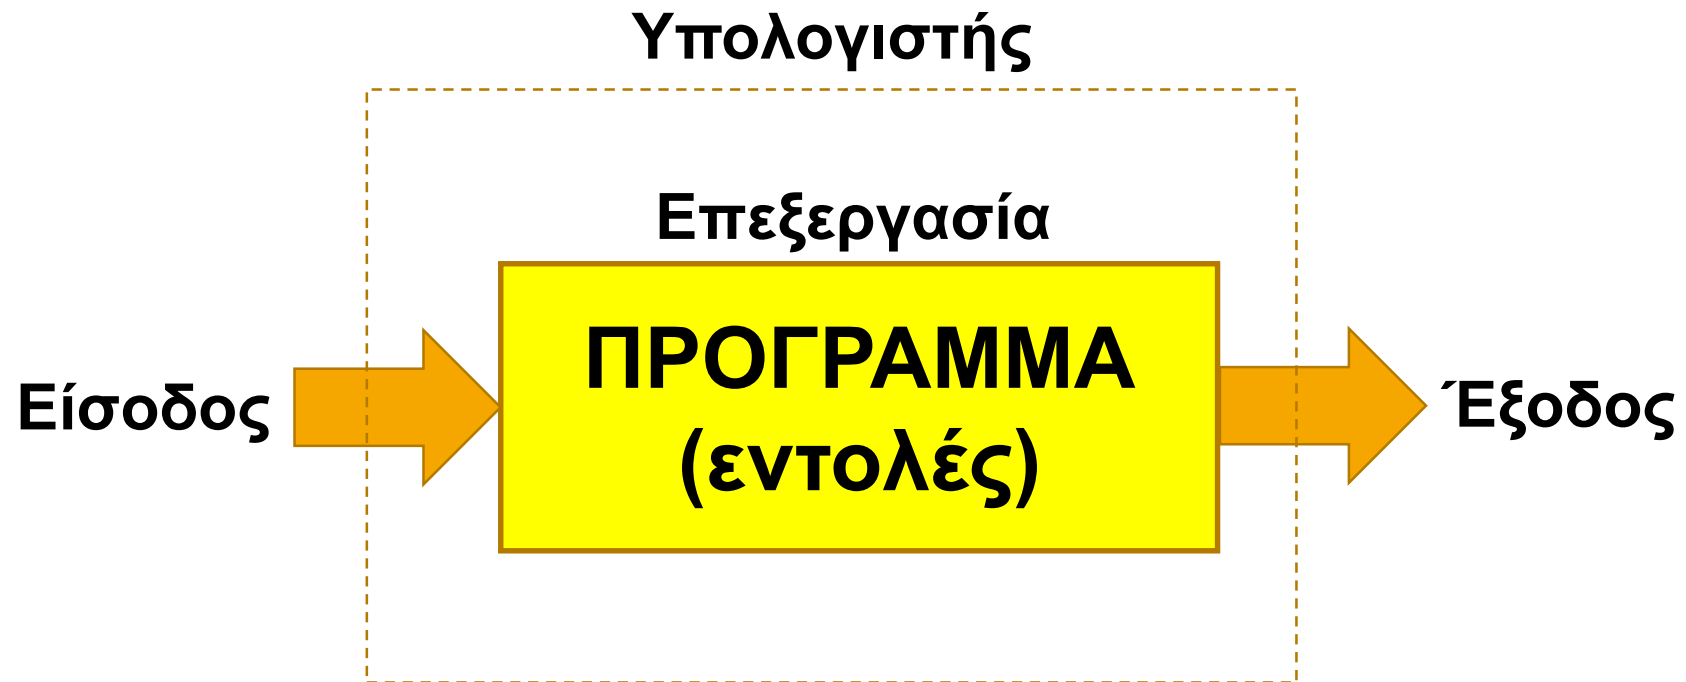 Υπολογιστής
Επεξεργασία
ΠΡΟΓΡΑΜΜΑ
(εντολές)
Είσοδος
Έξοδος